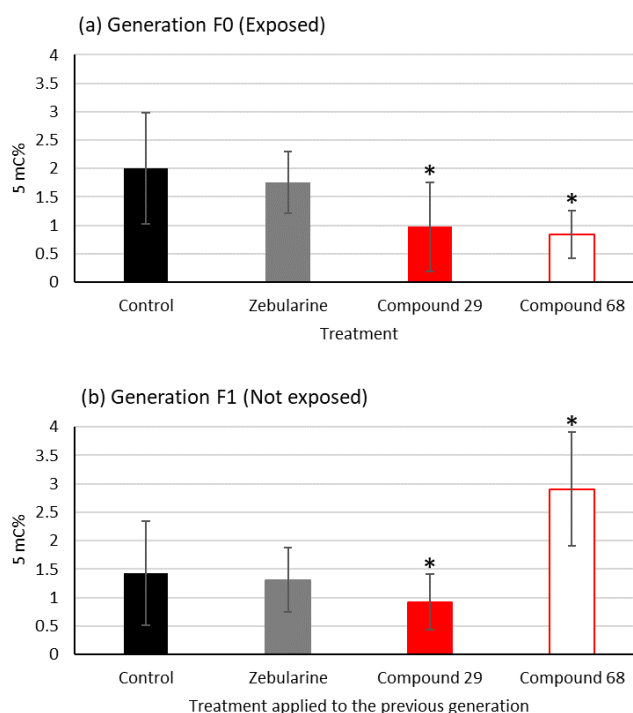 (a) Generation F0 (Exposed)
4
3.5
3
2.5
2
1.5
1
0.5
0
5 mC%
*
*
Control Zebularine Compound 29 Compound 68
Treatment
(b) Generation F1 (Not exposed)
4
3.5
3
2.5
2
1.5
1
0.5
0
5 mC%
*
*
Control Zebularine Compound 29 Compound 68
Treatment applied to the previous generation